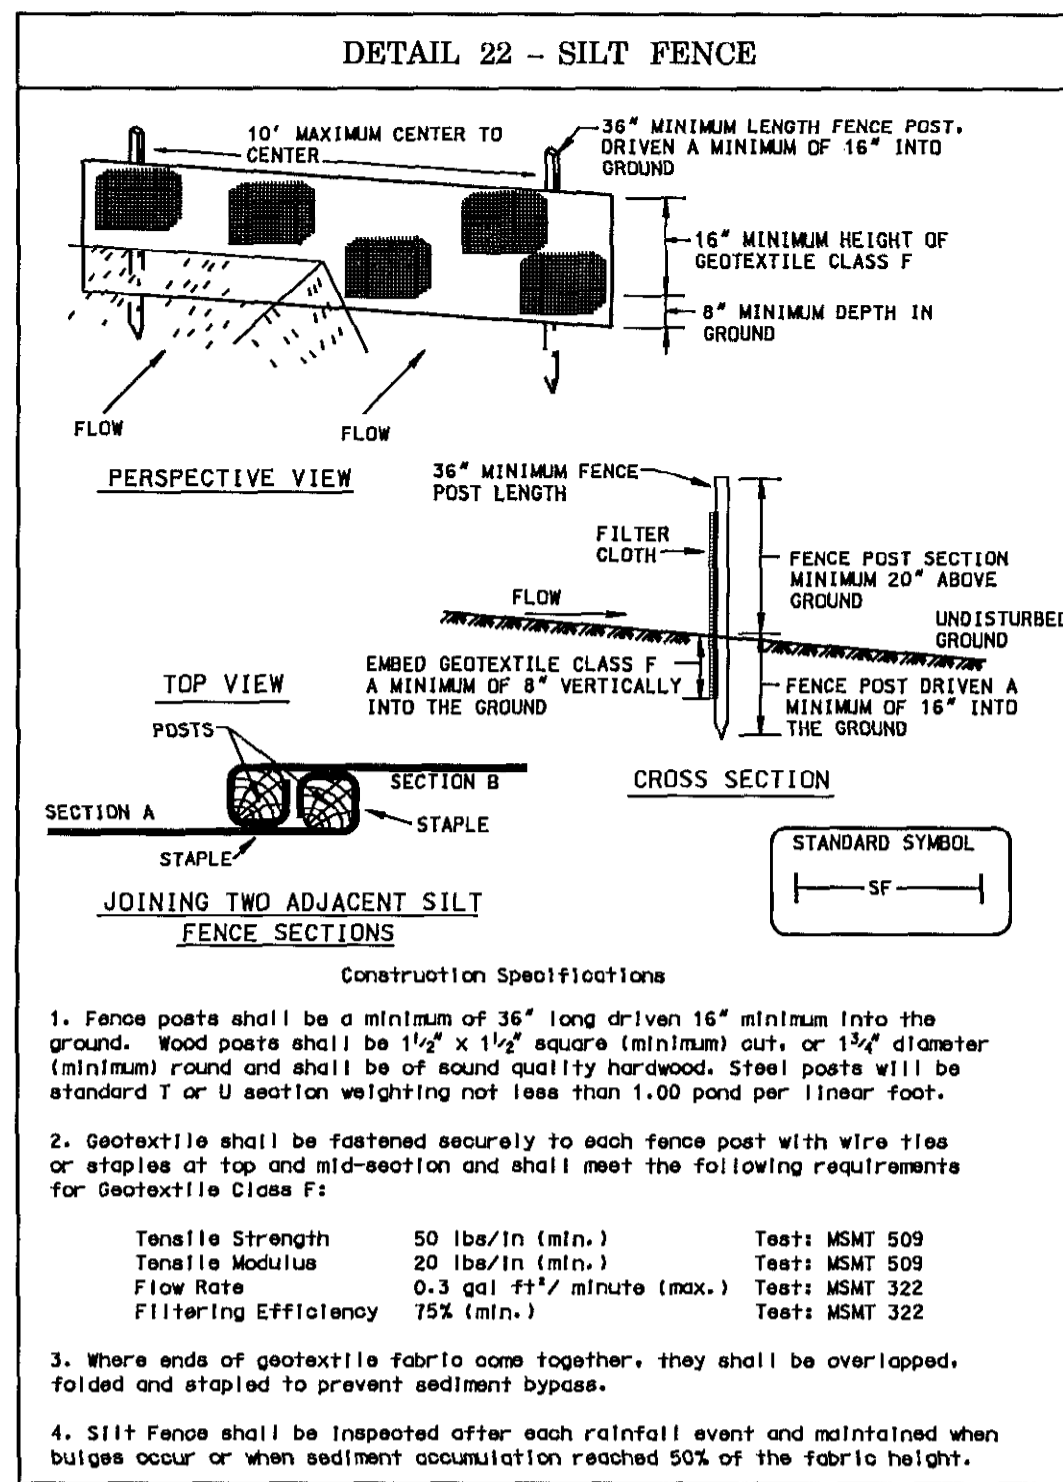 DETAIL 22 - SILT FENCE
10' MAXIMUM CENTER TO
CENTER
36" MINIMUM LENGTH FENCE POST,
DRIVEN A MINIMUM OF 16" INTO
GROUND
16" MINIMUM HEIGHT OF
GEOTEXTILE CLASS F
8" MINIMUM DEPTH IN
GROUND
FLOW
FLOW
PERSPECTIVE VIEW
36" MINIMUM FENCE
POST LENGTH
FILTER
CLOTH
FENCE POST SECTION
MINIMUM 20" ABOVE
GROUND
FLOW
UNDISTURBED
GROUND
EMBED GEOTEXTILE CLASS F
A MINIMUM OF 8" VERTICALLY
INTO THE GROUND
FENCE POST DRIVEN A
MINIMUM OF 16" INTO
THE GROUND
CROSS SECTION
TOP VIEW
POSTS
SECTION B
SECTION A
STAPLE
STAPLE
JOINING TWO ADJACENT SILT
FENCE SECTIONS
STANDARD SYMBOL
SF
Construction Specifications
1. Fence posts shall be a minimum of 36" long driven 16" minimum into the
ground. Wood posts shall be 1 1/2" x 1 1/2" square (minimum) cut, or 1 3/4" diameter
(minimum) round and shall be of sound quality hardwood. Steel posts will be
standard T or U section weighting not less than 1.00 pond per linear foot.
2. Geotextile shall be fastened securely to each fence post with wire ties
or staples at top and mid-section and shall meet the following requirements
for Geotextile Class F:
Tensile Strength 50 lbs/in (min.) Test: MSMT 509
Tensile Modulus 20 lbs/in (min.) Test: MSMT 509
Flow Rate 0.3 gal ft²/ minute (max.) Test: MSMT 322
Filtering Efficiency 75% (min.) Test: MSMT 322
3. Where ends of geotextile fabric come together, they shall be overlapped,
folded and stapled to prevent sediment bypass.
4. Silt Fence shall be inspected after each rainfall event and maintained when
bulges occur or when sediment accumulation reached 50% of the fabric height.